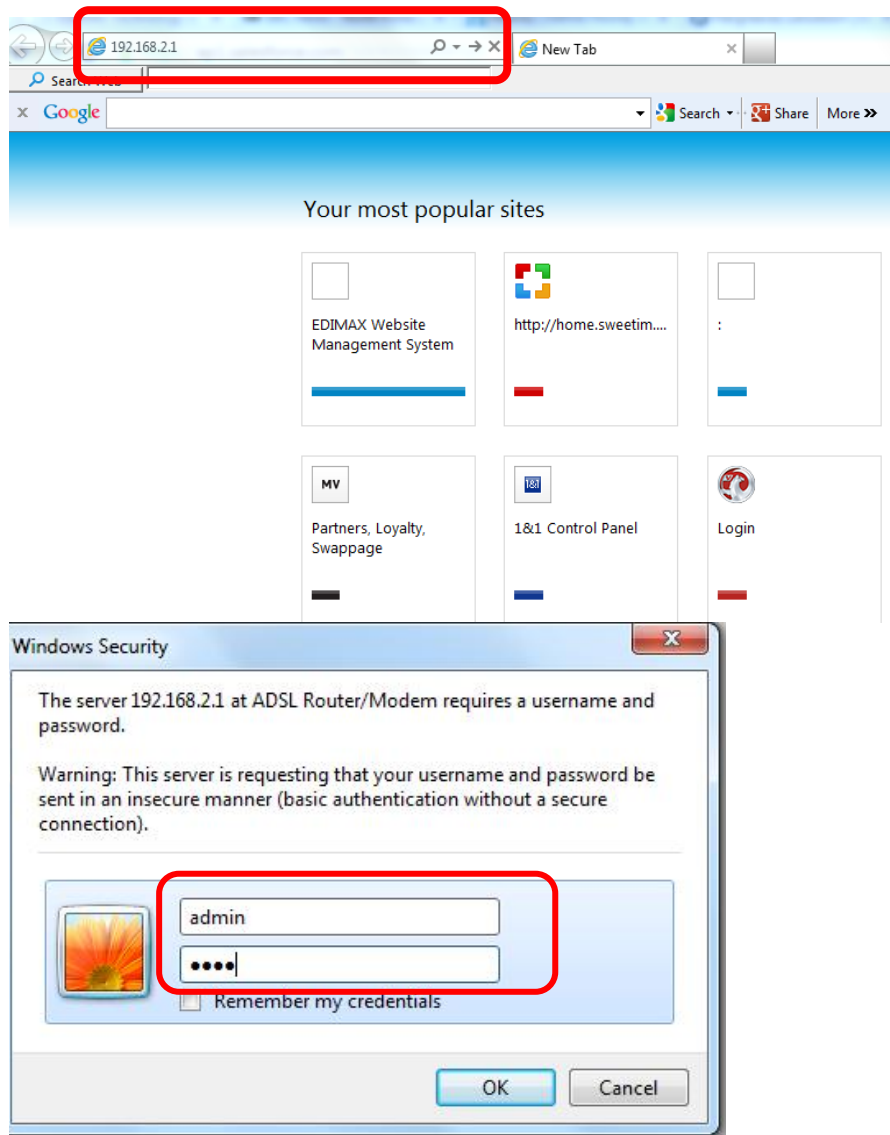 192.168.2.1
New Tab
Search
x Google
Search
Share
More »
Your most popular sites
EDIMAX Website
Management System
http://home.sweetim....
:
MV
Partners, Loyalty,
Swappage
1&1
1&1 Control Panel
Login
Windows Security
The server 192.168.2.1 at ADSL Router/Modem requires a username and
password.
Warning: This server is requesting that your username and password be
sent in an insecure manner (basic authentication without a secure
connection).
admin
••••
Remember my credentials
OK
Cancel